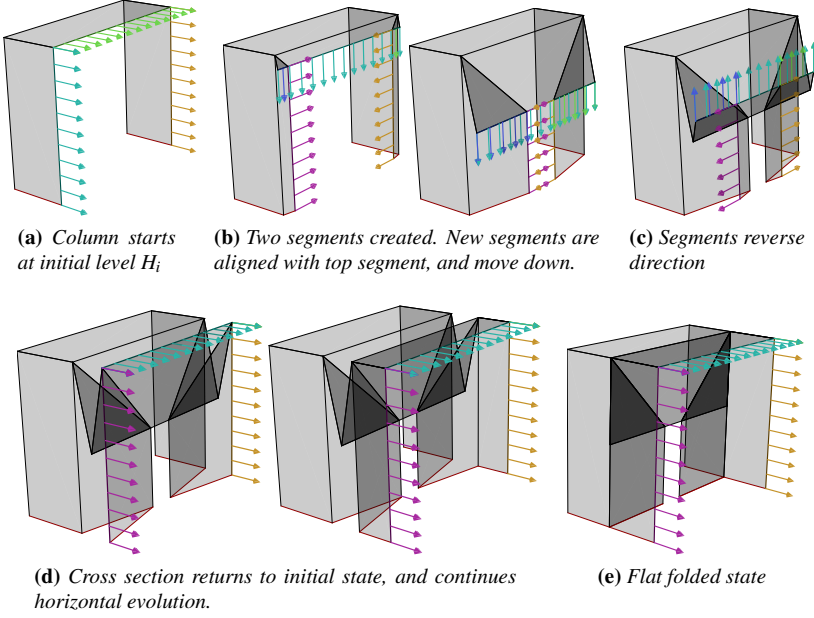 (a) Column starts
at initial level Hi
(b) Two segments created. New segments are
aligned with top segment, and move down.
(c) Segments reverse
direction
(d) Cross section returns to initial state, and continues
horizontal evolution.
(e) Flat folded state